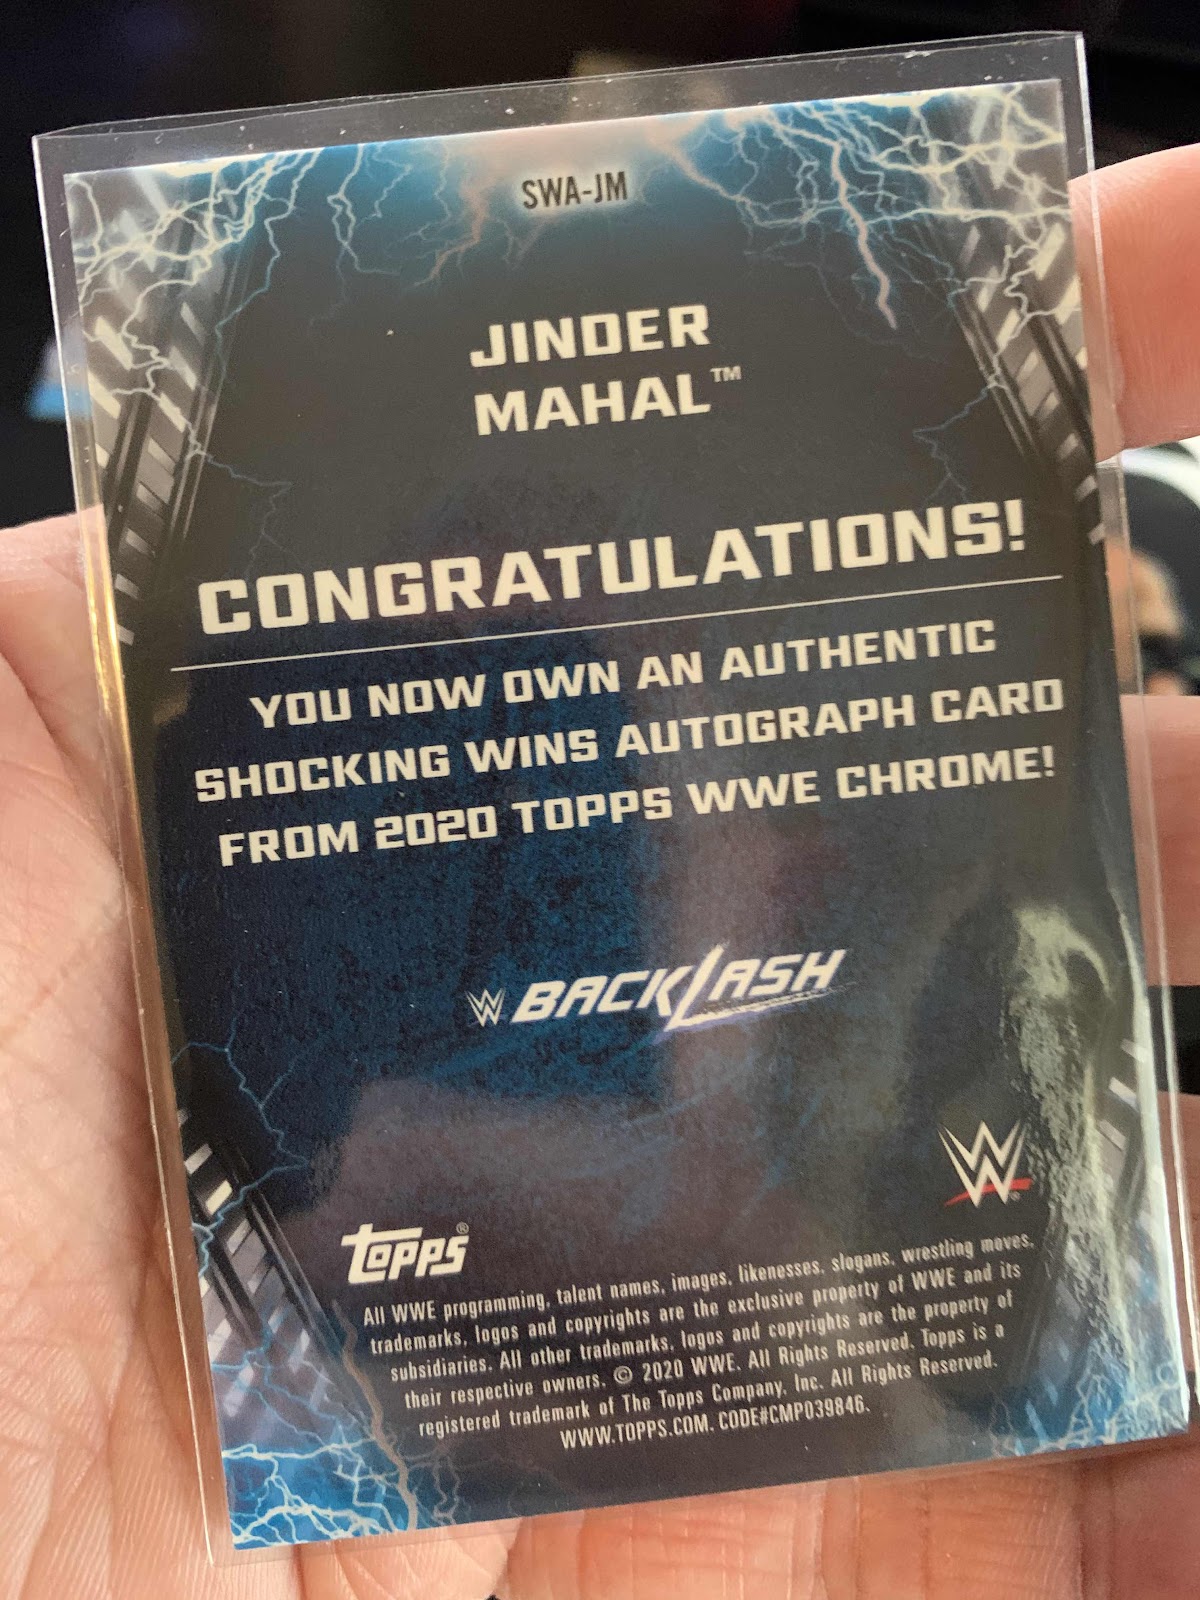 SWA-JM
JINDER
MAHAL™
CONGRATULATIONS!
YOU NOW OWN AN AUTHENTIC
SHOCKING WINS AUTOGRAPH CARD
FROM 2020 TOPPS WWE CHROME!
W BACKLASH
W
topps®
All WWE programming, talent names, images, likenesses, slogans, wrestling moves,
trademarks, logos and copyrights are the exclusive property of WWE and its
subsidiaries. All other trademarks, logos and copyrights are the property of
their respective owners. © 2020 WWE. All Rights Reserved. Topps is a
registered trademark of The Topps Company, Inc. All Rights Reserved.
WWW.TOPPS.COM. CODE#CMP039846.